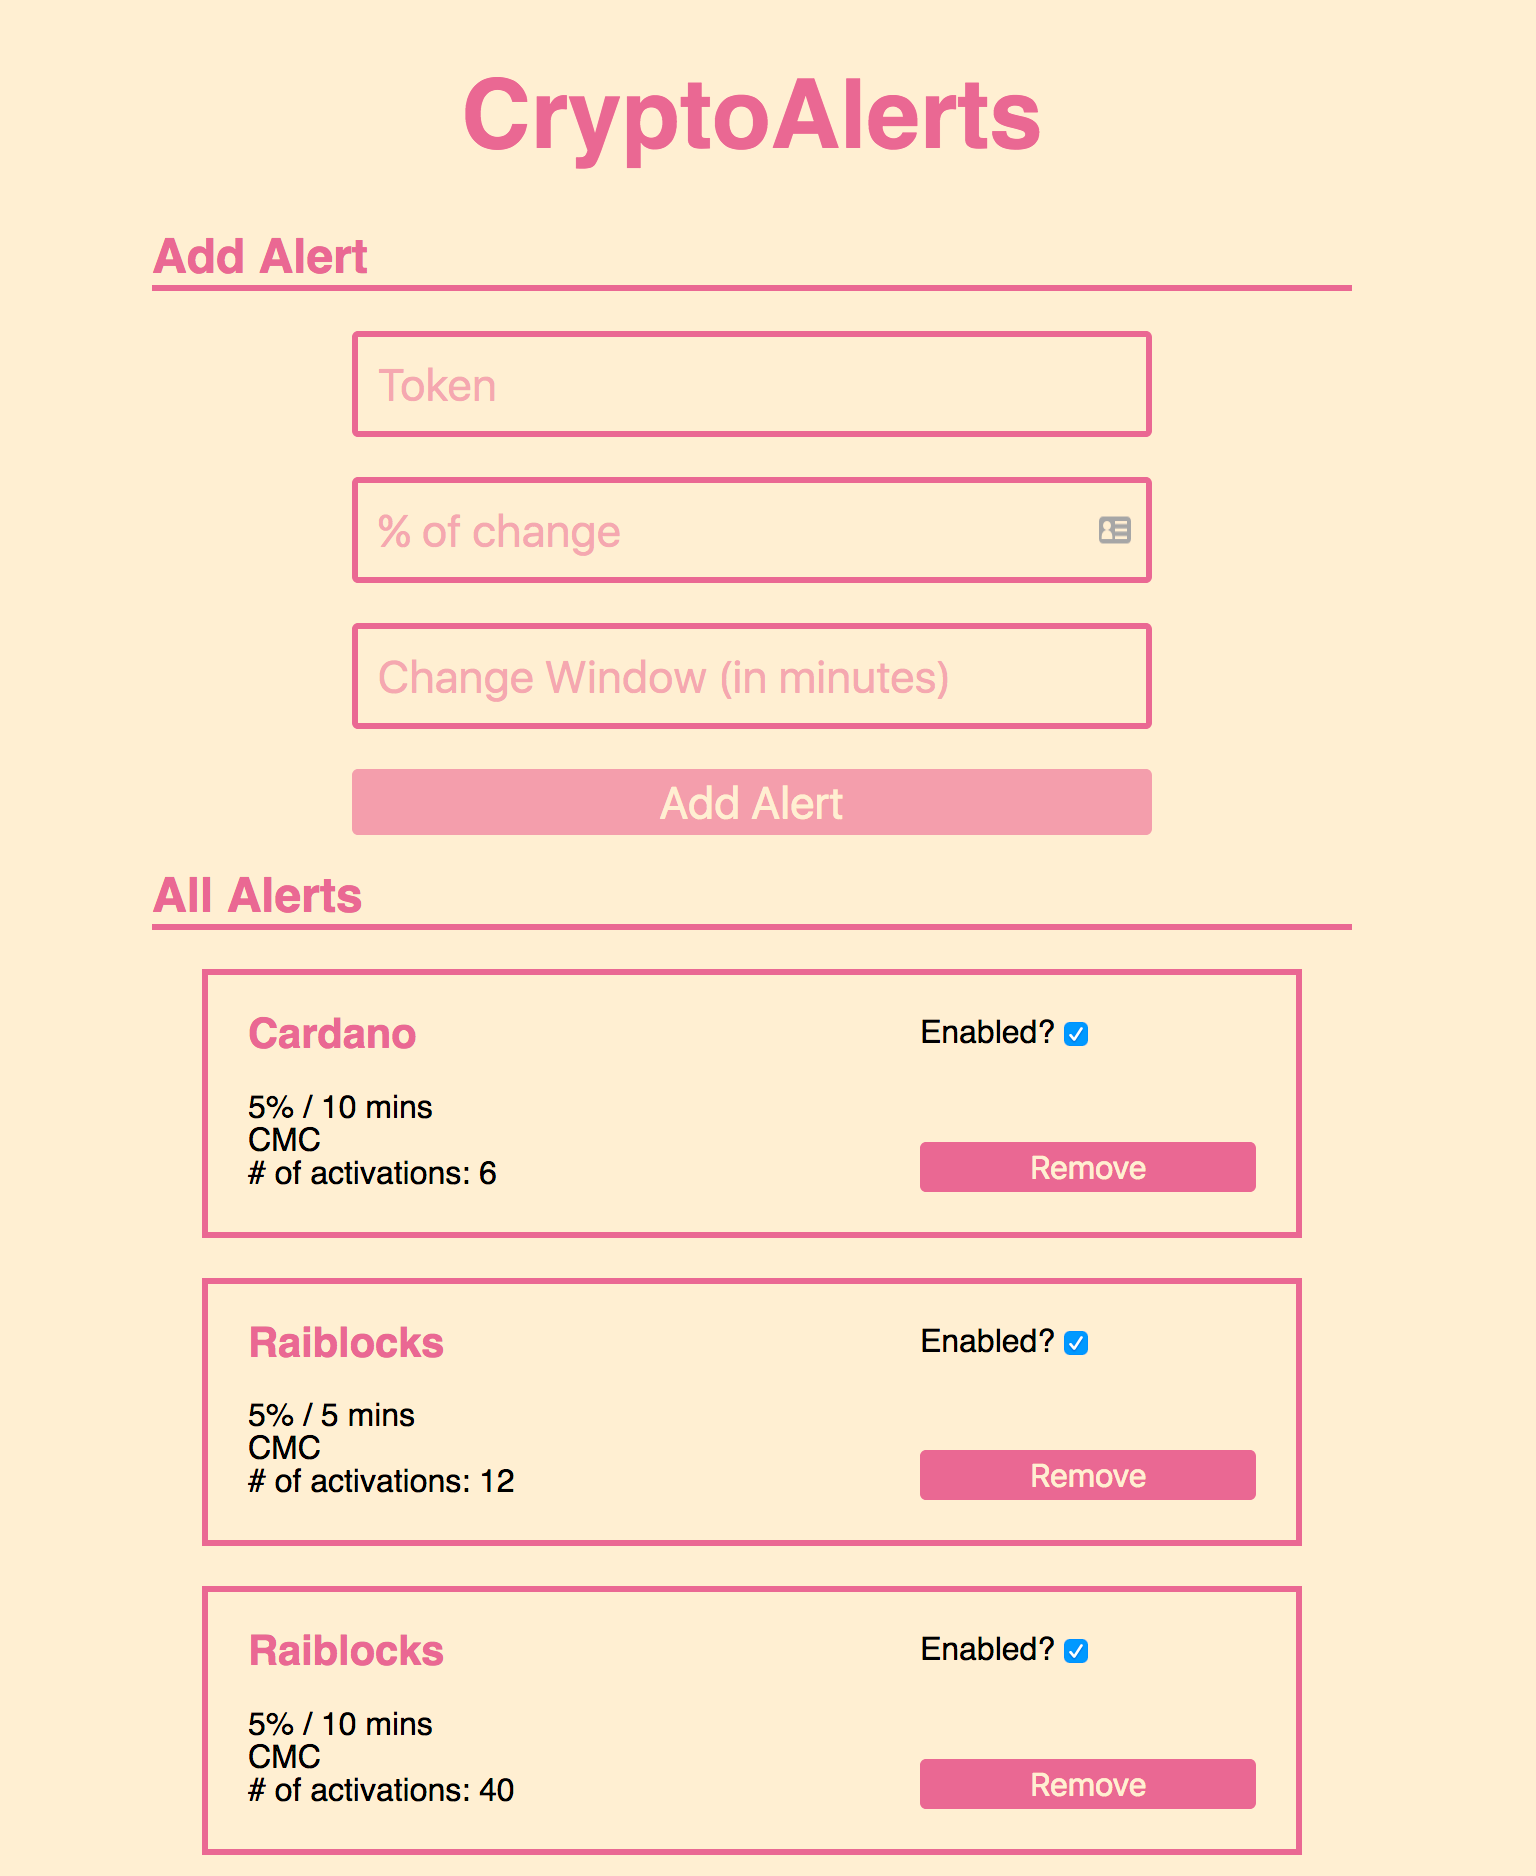 CryptoAlerts
Add Alert
Token
% of change
Change Window (in minutes)
Add Alert
All Alerts
Cardano
Enabled?
5% / 10 mins
CMC
# of activations: 6
Remove
Raiblocks
Enabled?
5% / 5 mins
CMC
# of activations: 12
Remove
Raiblocks
Enabled?
5% / 10 mins
CMC
# of activations: 40
Remove